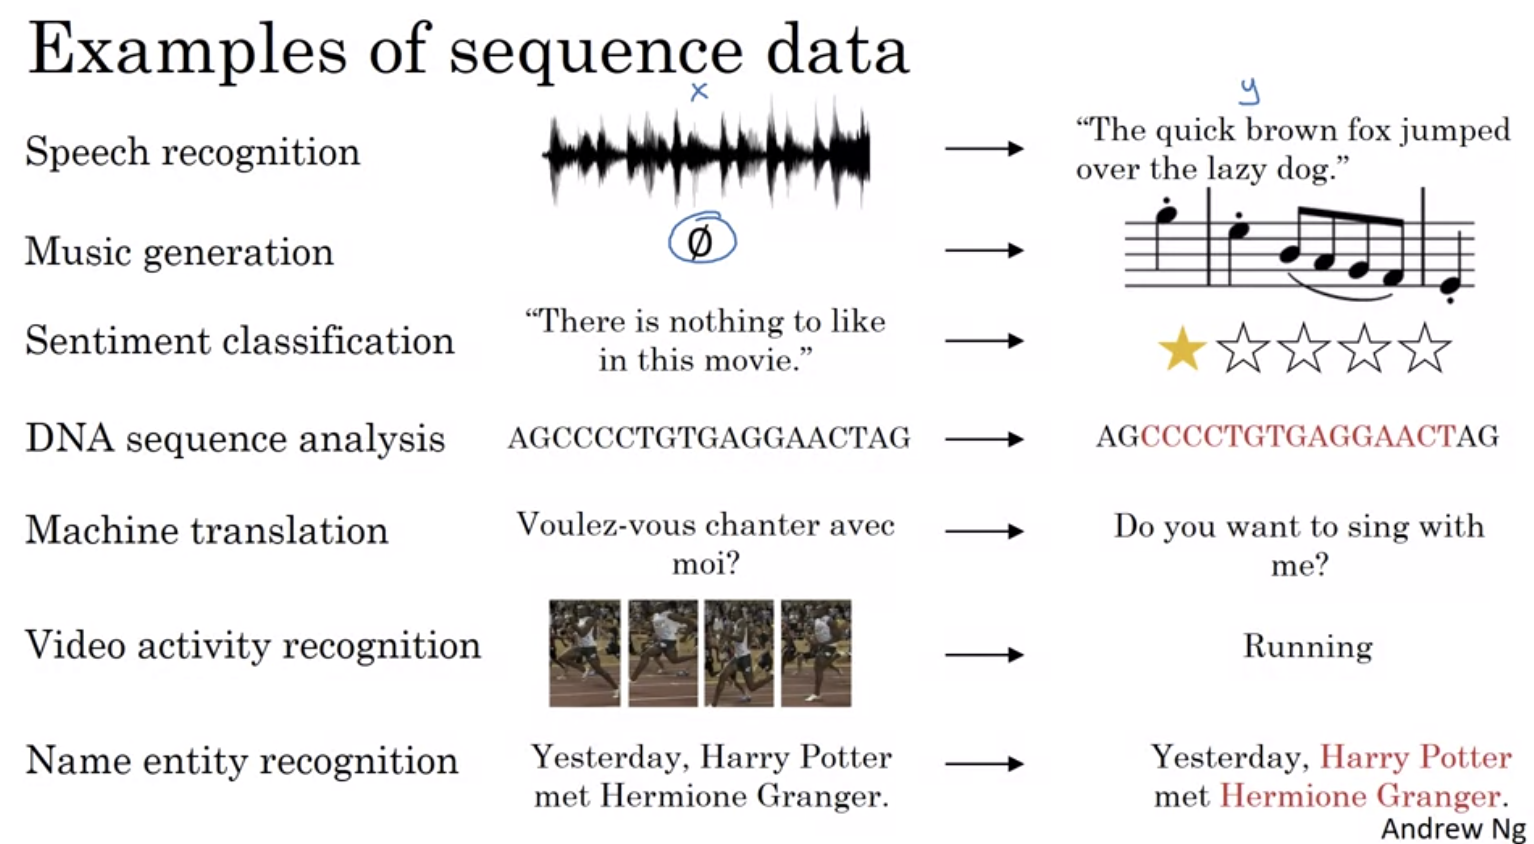 Examples of sequence data
x
y
Speech recognition
“The quick brown fox jumped
over the lazy dog.”
Music generation
∅
Sentiment classification
“There is nothing to like
in this movie.”
DNA sequence analysis
AGCCCCTGTGAGGAACTAG
AGCCCCTGTGAGGAACTAG
Machine translation
Voulez-vous chanter avec
moi?
Do you want to sing with
me?
Video activity recognition
Running
Name entity recognition
Yesterday, Harry Potter
met Hermione Granger.
Yesterday, Harry Potter
met Hermione Granger.
Andrew Ng